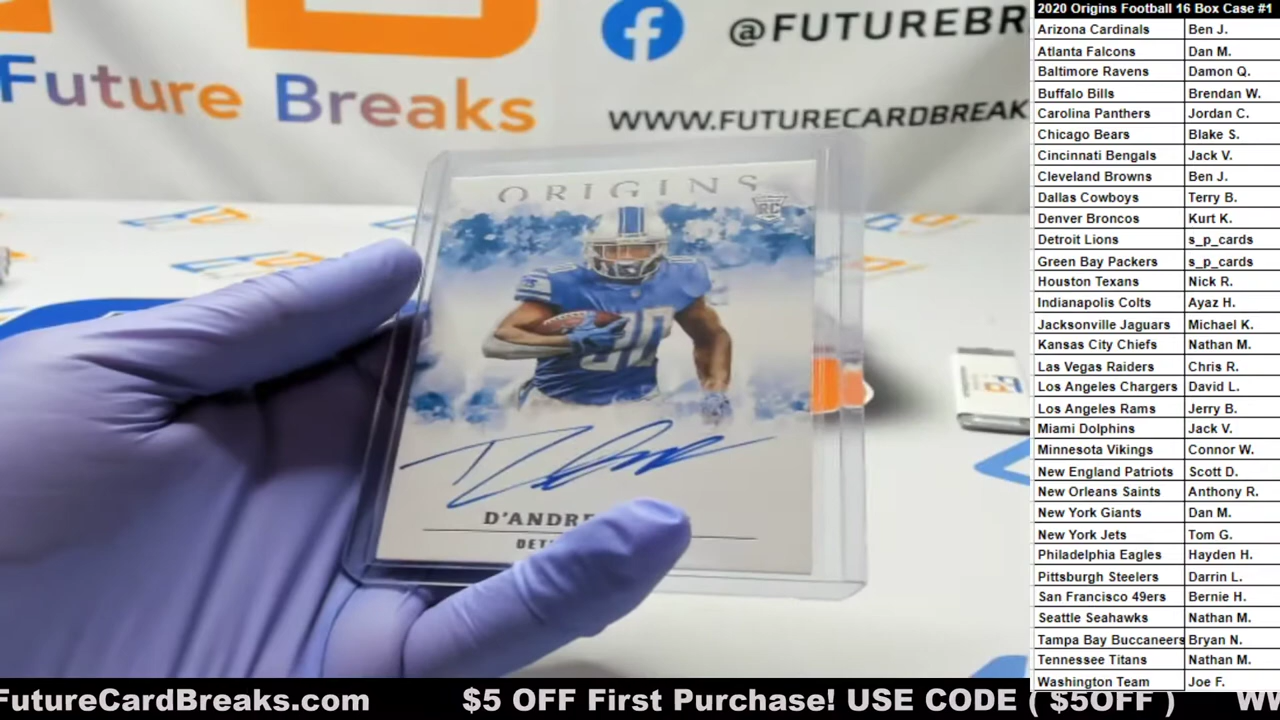 Future Breaks
@FUTUREBR
WWW.FUTURECARDBREAK
ORIGINS
RC
30
D'ANDRE
DET
2020 Origins Football 16 Box Case #1
Arizona Cardinals Ben J.
Atlanta Falcons Dan M.
Baltimore Ravens Damon Q.
Buffalo Bills Brendan W.
Carolina Panthers Jordan C.
Chicago Bears Blake S.
Cincinnati Bengals Jack V.
Cleveland Browns Ben J.
Dallas Cowboys Terry B.
Denver Broncos Kurt K.
Detroit Lions s_p_cards
Green Bay Packers s_p_cards
Houston Texans Nick R.
Indianapolis Colts Ayaz H.
Jacksonville Jaguars Michael K.
Kansas City Chiefs Nathan M.
Las Vegas Raiders Chris R.
Los Angeles Chargers David L.
Los Angeles Rams Jerry B.
Miami Dolphins Jack V.
Minnesota Vikings Connor W.
New England Patriots Scott D.
New Orleans Saints Anthony R.
New York Giants Dan M.
New York Jets Tom G.
Philadelphia Eagles Hayden H.
Pittsburgh Steelers Darrin L.
San Francisco 49ers Bernie H.
Seattle Seahawks Nathan M.
Tampa Bay Buccaneers Bryan N.
Tennessee Titans Nathan M.
Washington Team Joe F.
FutureCardBreaks.com $5 OFF First Purchase! USE CODE ( $5OFF ) WW